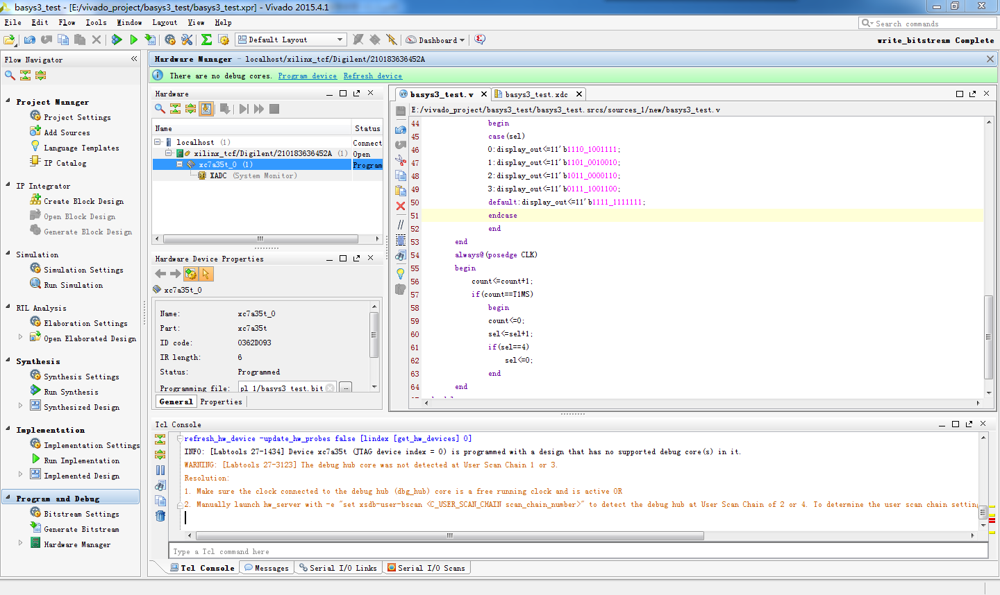 basys3_test - [E:/vivado_project/basys3_test/basys3_test.xpr] - Vivado 2015.4.1
File Edit Flow Tools Window Layout View Help
Search commands
Default Layout
Dashboard
write_bitstream Complete
Flow Navigator
Project Manager
Project Settings
Add Sources
Language Templates
IP Catalog
IP Integrator
Create Block Design
Open Block Design
Generate Block Design
Simulation
Simulation Settings
Run Simulation
RTL Analysis
Elaboration Settings
Open Elaborated Design
Synthesis
Synthesis Settings
Run Synthesis
Synthesized Design
Implementation
Implementation Settings
Run Implementation
Implemented Design
Program and Debug
Bitstream Settings
Generate Bitstream
Hardware Manager
Hardware Manager - localhost/xilinx_tcf/Digilent/210183636452A
There are no debug cores. Program device Refresh device
Hardware
Name Status
localhost (1) Connect
xilinx_tcf/Digilent/210183636452A (1) Open
xc7a35t_0 (1) Program
XADC (System Monitor)
Hardware Device Properties
xc7a35t_0
Name: xc7a35t_0
Part: xc7a35t
ID code: 0362D093
IR length: 6
Status: Programmed
Programming file: pl_1/basys3_test.bit ...
General Properties
basys3_test.v basys3_test.xdc
E:/vivado_project/basys3_test/basys3_test.srcs/sources_1/new/basys3_test.v
44 begin
45 case(sel)
46 0:display_out<=11'b1110_1001111;
47 1:display_out<=11'b1101_0010010;
48 2:display_out<=11'b1011_0000110;
49 3:display_out<=11'b0111_1001100;
50 default:display_out<=11'b1111_1111111;
51 endcase
52 end
53 end
54 always@(posedge CLK)
55 begin
56 count<=count+1;
57 if(count==T1MS)
58 begin
59 count<=0;
60 sel<=sel+1;
61 if(sel==4)
62 sel<=0;
63 end
64 end
Tcl Console
refresh_hw_device -update_hw_probes false [lindex [get_hw_devices] 0]
INFO: [Labtools 27-1434] Device xc7a35t (JTAG device index = 0) is programmed with a design that has no supported debug core(s) in it.
WARNING: [Labtools 27-3123] The debug hub core was not detected at User Scan Chain 1 or 3.
Resolution:
1. Make sure the clock connected to the debug hub (dbg_hub) core is a free running clock and is active OR
2. Manually launch hw_server with -e "set xsdb-user-bscan <C_USER_SCAN_CHAIN scan_chain_number>" to detect the debug hub at User Scan Chain of 2 or 4. To determine the user scan chain settin
Type a Tcl command here
Tcl Console Messages Serial I/O Links Serial I/O Scans